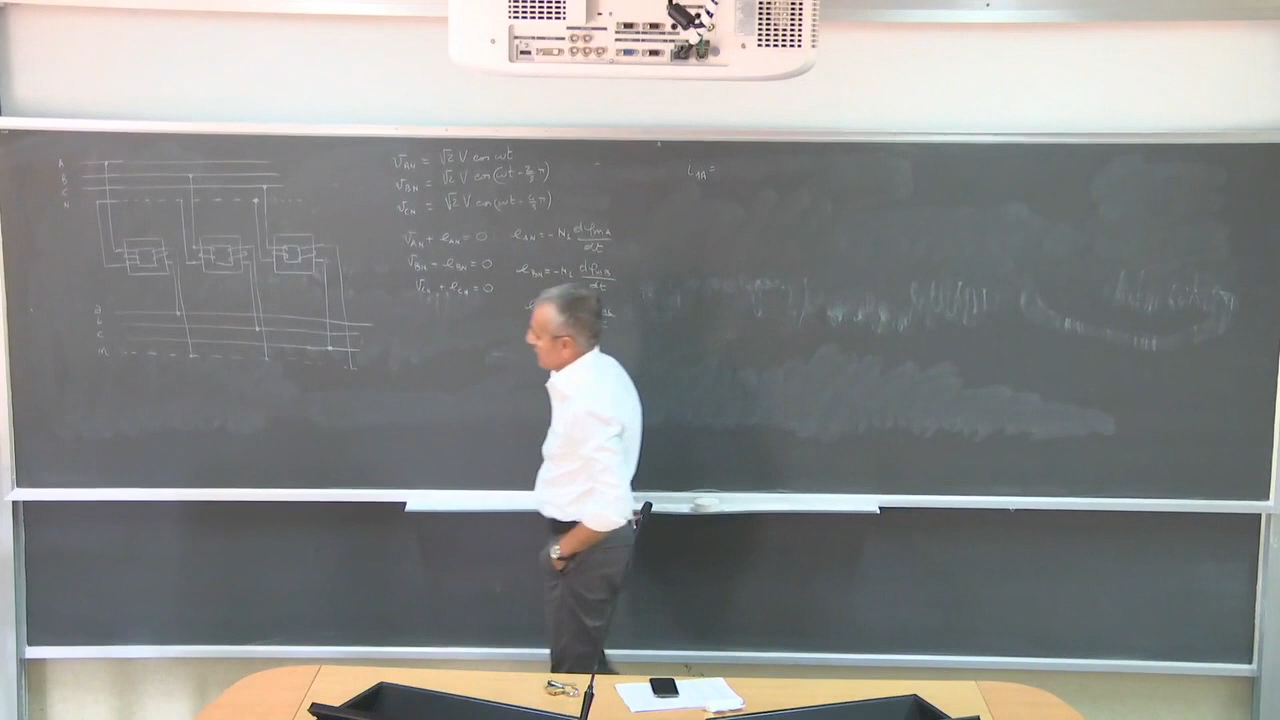 A
B
C
N
a
c
v_AN = √2 V cos ωt
v_BN = √2 V cos(ωt - 2/3 π)
v_CN = √2 V cos(ωt - 4/3 π)
v_AN + e_AN = 0 e_AN = -N_1 dφ_mA/dt
v_BN + e_BN = 0 e_BN = -N_1 dφ_mB/dt
v_CN + e_CN = 0
i_1A =